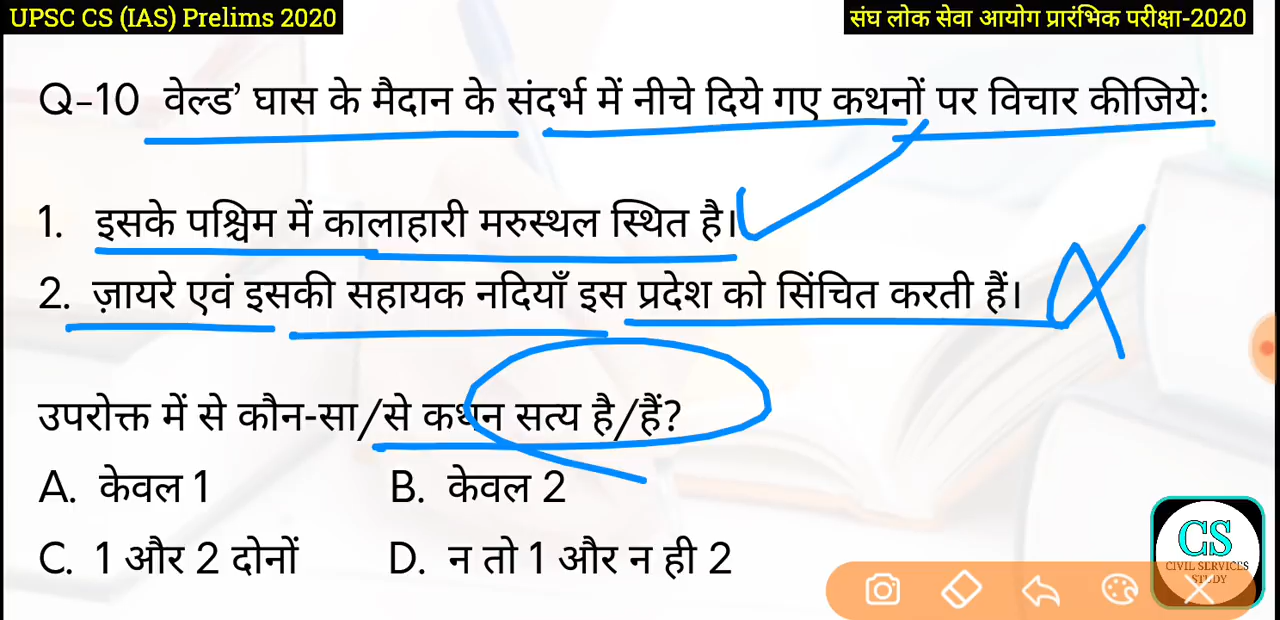 UPSC CS (IAS) Prelims 2020
संघ लोक सेवा आयोग प्रारंभिक परीक्षा-2020
Q-10 वेल्ड' घास के मैदान के संदर्भ में नीचे दिये गए कथनों पर विचार कीजिये:
1. इसके पश्चिम में कालाहारी मरुस्थल स्थित है।
2. ज़ायरे एवं इसकी सहायक नदियाँ इस प्रदेश को सिंचित करती हैं।
उपरोक्त में से कौन-सा/से कथन सत्य है/हैं?
A. केवल 1 B. केवल 2
C. 1 और 2 दोनों D. न तो 1 और न ही 2
CS
CIVIL SERVICES
STUDY